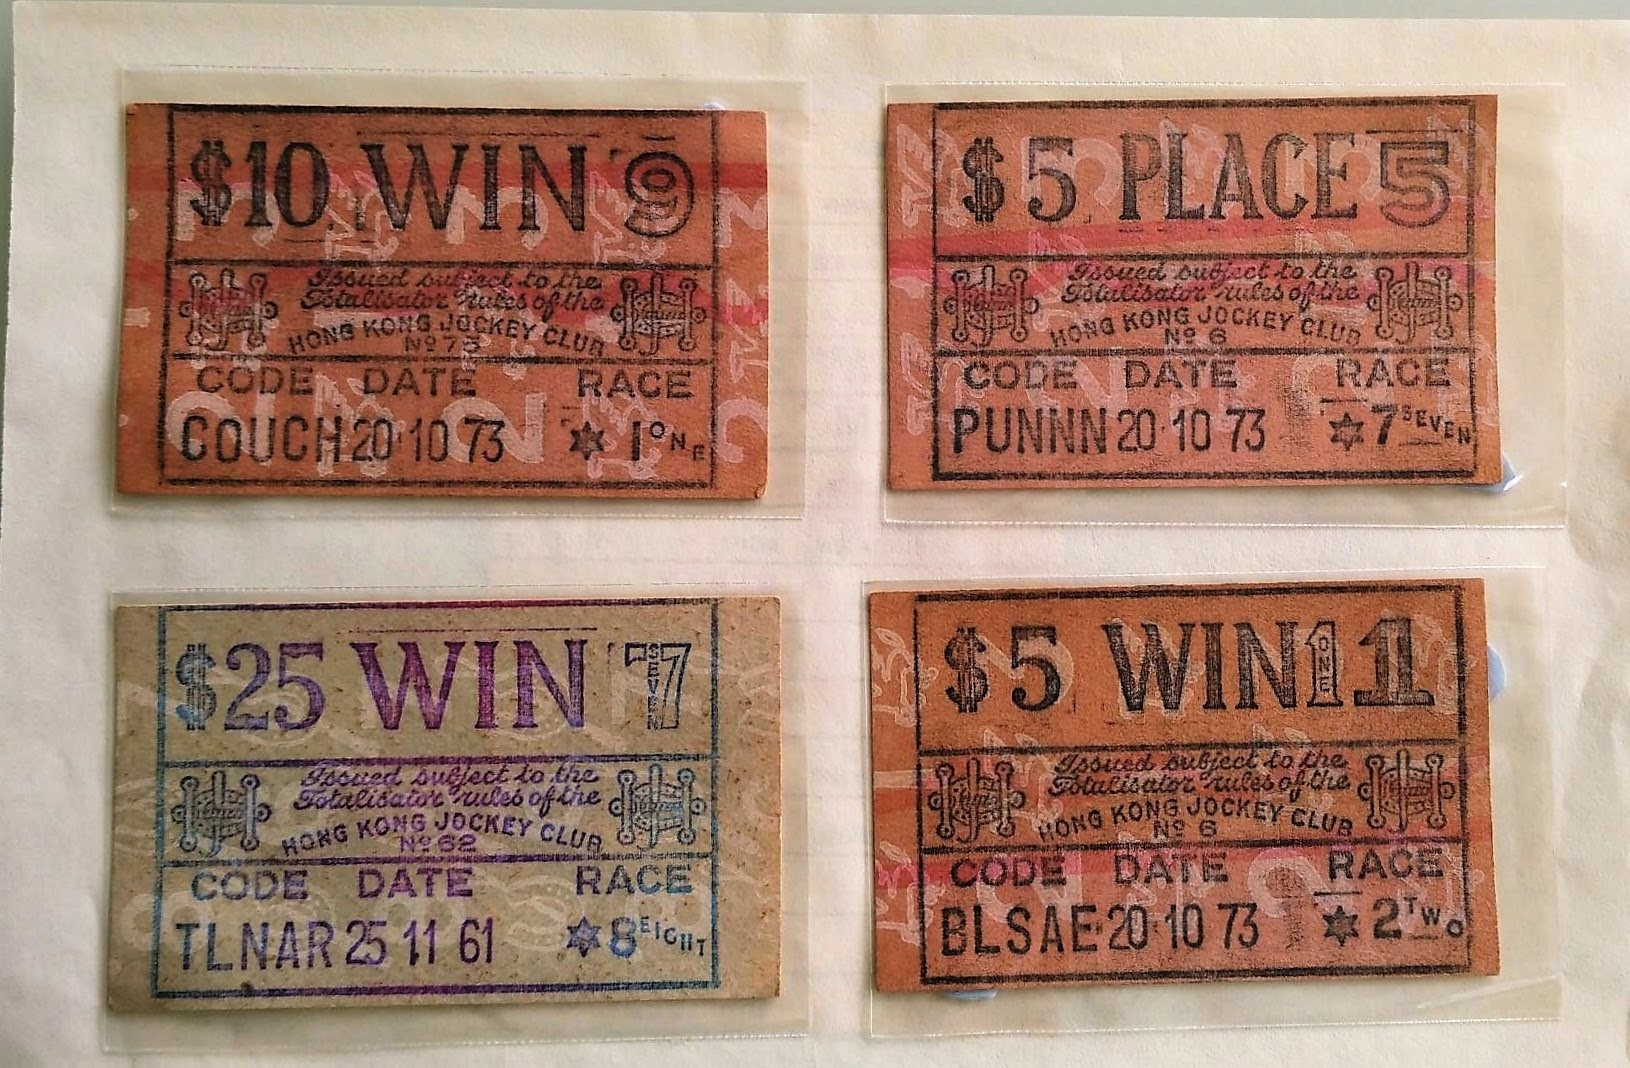 $10 WIN 9
Issued subject to the
Totalisator rules of the
HONG KONG JOCKEY CLUB
CODE DATE RACE
COUCH 20·10 73 1 ONE
$5 PLACE 5
Issued subject to the
Totalisator rules of the
HONG KONG JOCKEY CLUB
No 6
CODE DATE RACE
PUNNN 20·10 73 7 SEVEN
$25 WIN 7 SEVEN
Issued subject to the
Totalisator rules of the
HONG KONG JOCKEY CLUB
No 62
CODE DATE RACE
TLNAR 25 11 61 8 EIGHT
$5 WIN 1 ONE 1
Issued subject to the
Totalisator rules of the
HONG KONG JOCKEY CLUB
No 6
CODE DATE RACE
BLSAE 20·10 73 2 TWO